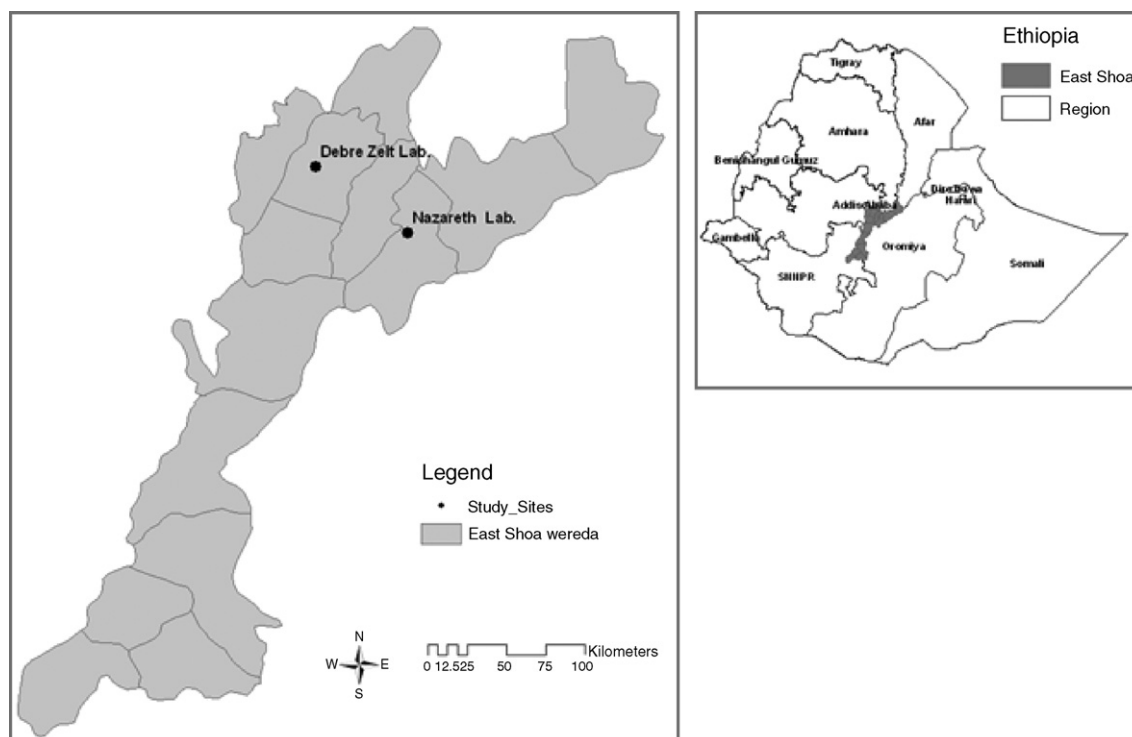 Debre Zeit Lab.
Nazareth Lab.
Legend
Study_Sites
East Shoa wereda
N
W E
S
Kilometers
0 12.525 50 75 100
Ethiopia
East Shoa
Region
Tigray
Afar
Amhara
Benishangul Gumuz
Addis Ababa
Dire Dawa
Harari
Gambella
Oromiya
Somali
SNNPR